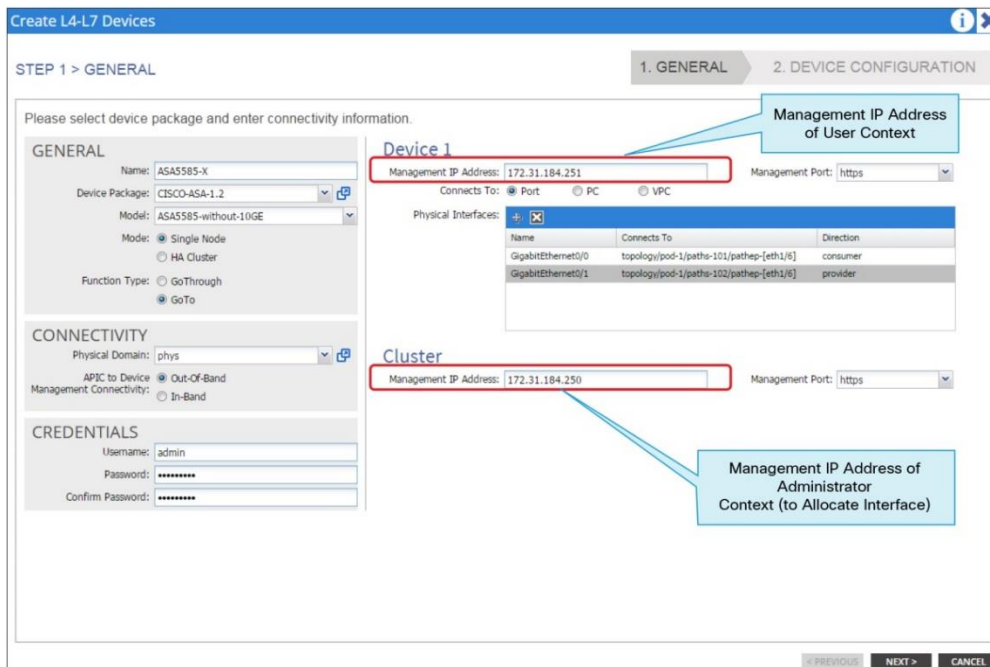 Create L4-L7 Devices
STEP 1 > GENERAL
1. GENERAL
2. DEVICE CONFIGURATION
Please select device package and enter connectivity information.
Management IP Address
of User Context
GENERAL
Name: ASA5585-X
Device Package: CISCO-ASA-1.2
Model: ASA5585-without-10GE
Mode: Single Node
HA Cluster
Function Type: GoThrough
GoTo
CONNECTIVITY
Physical Domain: phys
APIC to Device
Management Connectivity:
Out-Of-Band
In-Band
CREDENTIALS
Username: admin
Password: •••••••••
Confirm Password: •••••••••
Device 1
Management IP Address: 172.31.184.251 Management Port: https
Connects To: Port PC VPC
Physical Interfaces:
Name Connects To Direction
GigabitEthernet0/0 topology/pod-1/paths-101/pathep-[eth1/6] consumer
GigabitEthernet0/1 topology/pod-1/paths-102/pathep-[eth1/6] provider
Cluster
Management IP Address: 172.31.184.250 Management Port: https
Management IP Address of
Administrator
Context (to Allocate Interface)
< PREVIOUS NEXT > CANCEL